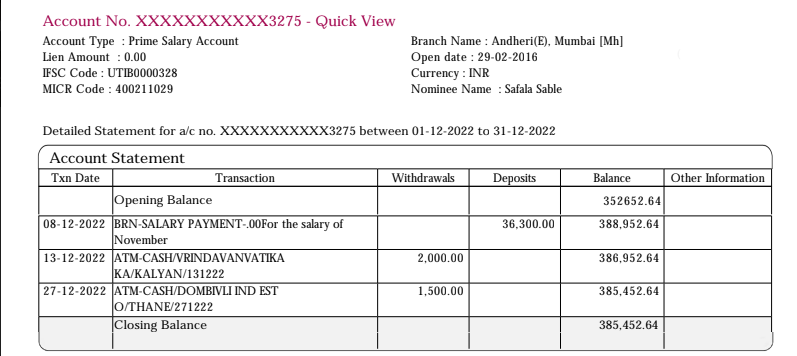 Account No. XXXXXXXXXXX3275 - Quick View
Account Type : Prime Salary Account
Branch Name : Andheri(E), Mumbai [Mh]
Lien Amount : 0.00
Open date : 29-02-2016
IFSC Code : UTIB0000328
Currency : INR
MICR Code : 400211029
Nominee Name : Safala Sable
Detailed Statement for a/c no. XXXXXXXXXXX3275 between 01-12-2022 to 31-12-2022
Account Statement
Txn Date Transaction Withdrawals Deposits Balance Other Information
Opening Balance 352652.64
08-12-2022 BRN-SALARY PAYMENT-.00For the salary of 36,300.00 388,952.64
November
13-12-2022 ATM-CASH/VRINDAVANVATIKA 2,000.00 386,952.64
KA/KALYAN/131222
27-12-2022 ATM-CASH/DOMBIVLI IND EST 1,500.00 385,452.64
O/THANE/271222
Closing Balance 385,452.64